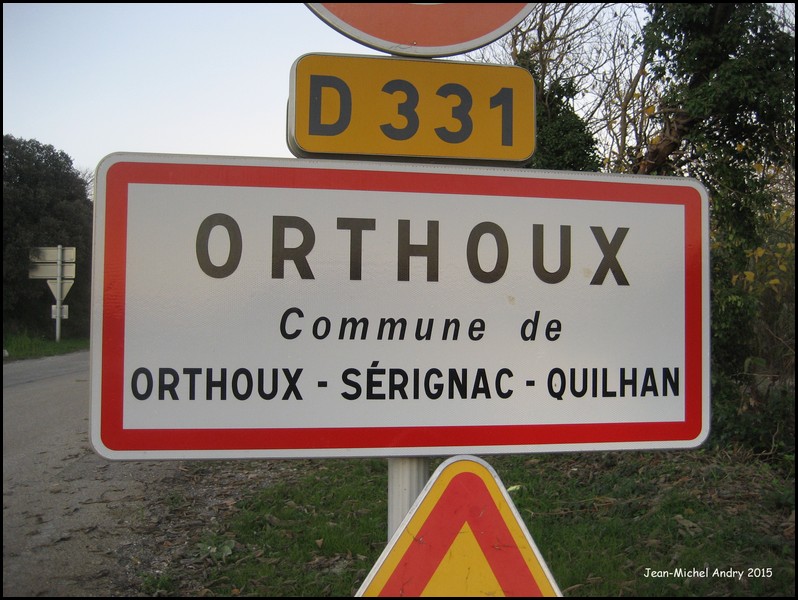 D 331
ORTHOUX
Commune de
ORTHOUX - SÉRIGNAC - QUILHAN
Jean-Michel Andry 2015